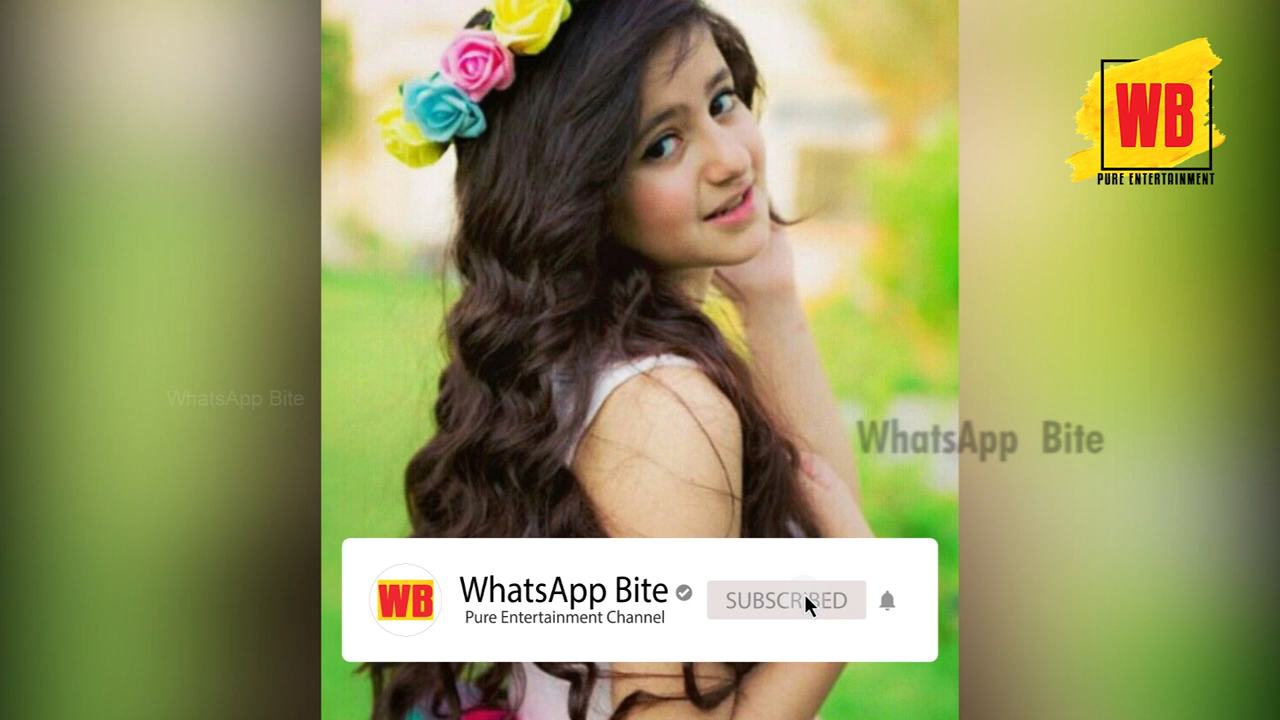 WB
PURE ENTERTAINMENT
WhatsApp Bite
WhatsApp Bite
WB
WhatsApp Bite
Pure Entertainment Channel
SUBSCRIBED